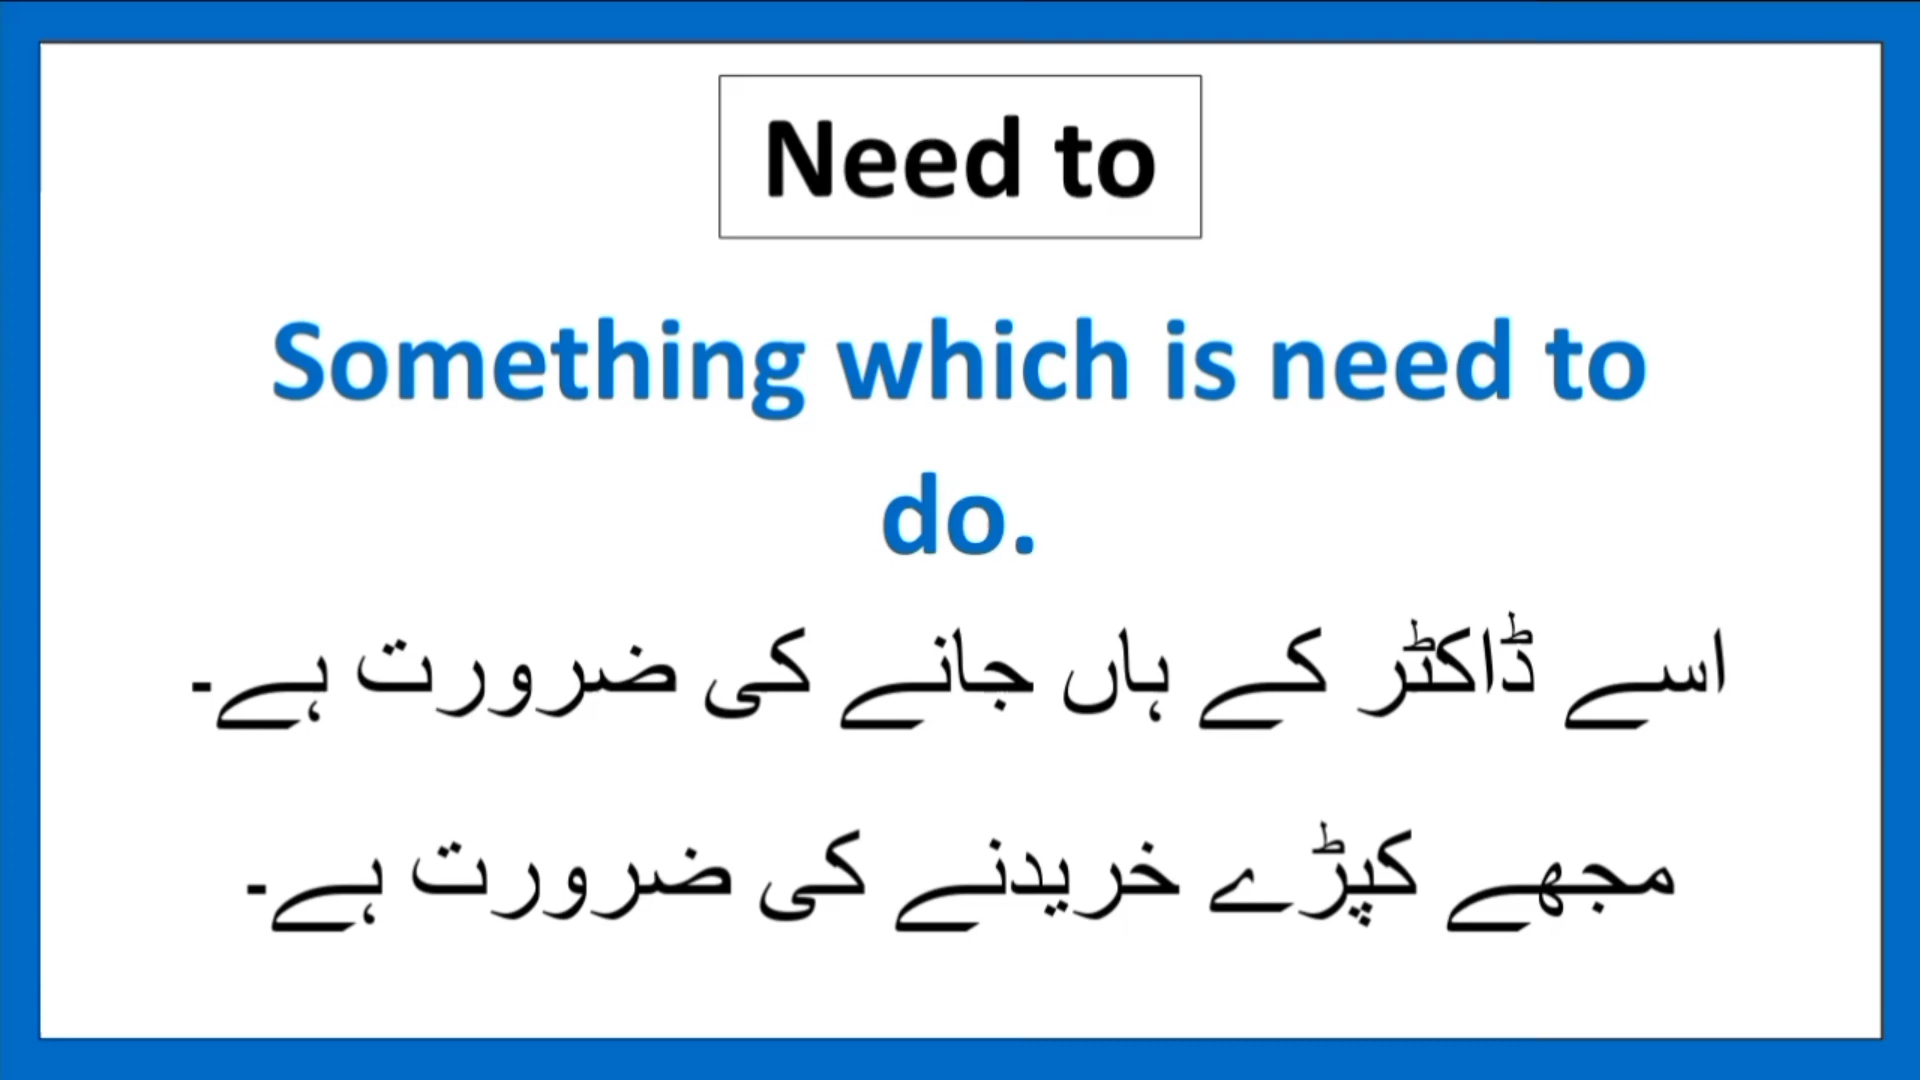 Need to
Something which is need to
do.
اسے ڈاکٹر کے ہاں جانے کی ضرورت ہے۔
مجھے کپڑے خریدنے کی ضرورت ہے۔